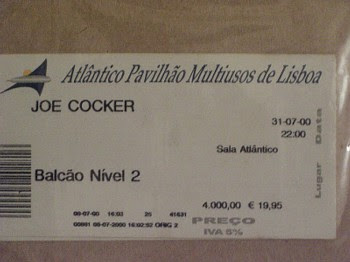 Atlântico Pavilhão Multiusos de Lisboa
JOE COCKER
31-07-00
22:00
Data
Sala Atlântico
Lugar
Balcão Nível 2
4.000,00 € 19,95
PREÇO
IVA 5%